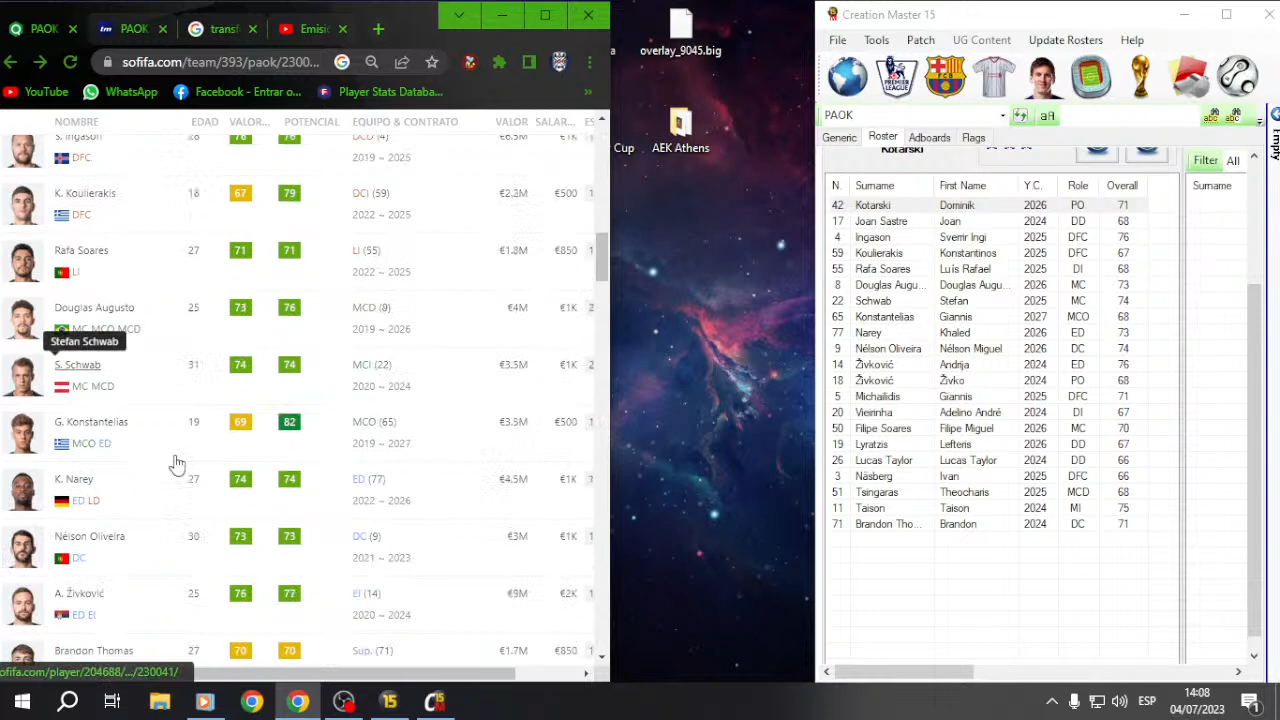 PAOK
PAOK
transf
Emisic
sofifa.com/team/393/paok/2300...
YouTube
WhatsApp
Facebook - Entrar o...
Player Stats Databa...
»
NOMBRE EDAD VALOR... POTENCIAL EQUIPO & CONTRATO VALOR SALAR...
S. Ingason 28 76 76 DCD (4) €6.5M €1K
DFC 2019 ~ 2025
K. Koulierakis 18 67 79 DCI (59) €2.3M €500
DFC 2022 ~ 2025
Rafa Soares 27 71 71 LI (55) €1.8M €850
LI 2022 ~ 2025
Douglas Augusto 25 73 76 MCD (8) €4M €1K
MC MCO MCD 2019 ~ 2026
Stefan Schwab
S. Schwab 31 74 74 MCI (22) €3.5M €1K
MC MCD 2020 ~ 2024
G. Konstantelias 19 69 82 MCO (65) €3.5M €500
MCO ED 2019 ~ 2027
K. Narey 27 74 74 ED (77) €4.5M €1K
ED LD 2022 ~ 2026
Nélson Oliveira 30 73 73 DC (9) €3M €1K
DC 2021 ~ 2023
A. Živković 25 76 77 EI (14) €9M €2K
ED EI 2020 ~ 2024
Brandon Thomas 27 70 70 Sup. (71) €1.7M €850
ofifa.com/player/204688/.../230041/
overlay_9045.big
Cup
AEK Athens
Creation Master 15
File Tools Patch UG Content Update Rosters Help
PAOK
aЯ
Generic Roster Adboards Flags
Kotarski
Filter All
Empty
N. Surname First Name Y.C. Role Overall
Surname
42 Kotarski Dominik 2026 PO 71
17 Joan Sastre Joan 2024 DD 68
4 Ingason Sverrir Ingi 2025 DFC 76
59 Koulierakis Konstantinos 2025 DFC 67
55 Rafa Soares Luís Rafael 2025 DI 68
8 Douglas Augu... Douglas Augu... 2026 MC 73
22 Schwab Stefan 2025 MC 74
65 Konstantelias Giannis 2027 MCO 68
77 Narey Khaled 2026 ED 73
9 Nélson Oliveira Nélson Miguel 2026 DC 74
14 Živković Andrija 2024 ED 76
18 Živković Živko 2024 PO 68
5 Michailidis Giannis 2025 DFC 71
20 Vieirinha Adelino André 2024 DI 67
50 Filipe Soares Filipe Miguel 2026 MC 70
19 Lyratzis Lefteris 2026 DD 67
26 Lucas Taylor Lucas Taylor 2026 DD 66
3 Näsberg Ivan 2025 DFC 66
51 Tsingaras Theocharis 2025 MCD 68
11 Taison Taison 2024 MI 75
71 Brandon Tho... Brandon 2024 DC 71
ESP
14:08
04/07/2023
1